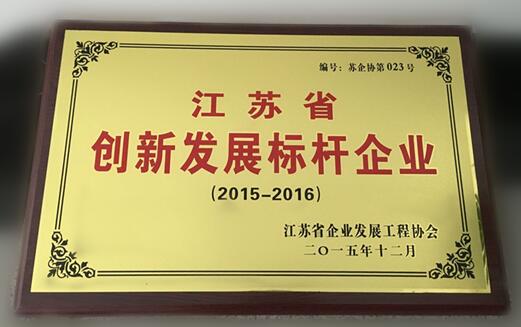 编号：苏企协第023号
江苏省
创新发展标杆企业
(2015-2016)
江苏省企业发展工程协会
二〇一五年十二月